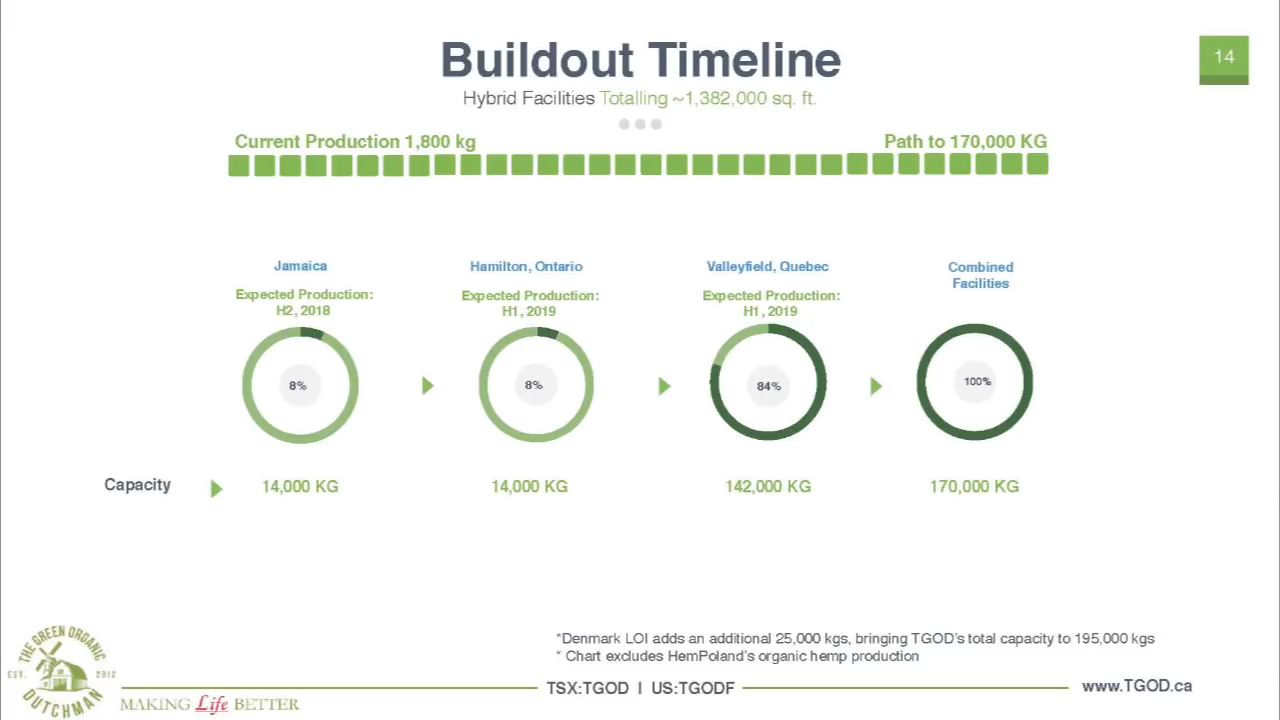 Buildout Timeline
14
Hybrid Facilities Totalling ~1,382,000 sq. ft.
Current Production 1,800 kg
Path to 170,000 KG
Jamaica
Expected Production:
H2, 2018
8%
Hamilton, Ontario
Expected Production:
H1, 2019
8%
Valleyfield, Quebec
Expected Production:
H1, 2019
84%
Combined
Facilities
100%
Capacity
14,000 KG
14,000 KG
142,000 KG
170,000 KG
*Denmark LOI adds an additional 25,000 kgs, bringing TGOD's total capacity to 195,000 kgs
* Chart excludes HemPoland's organic hemp production
THE GREEN ORGANIC
EST. 2012
DUTCHMAN
MAKING Life BETTER
TSX:TGOD | US:TGODF
www.TGOD.ca